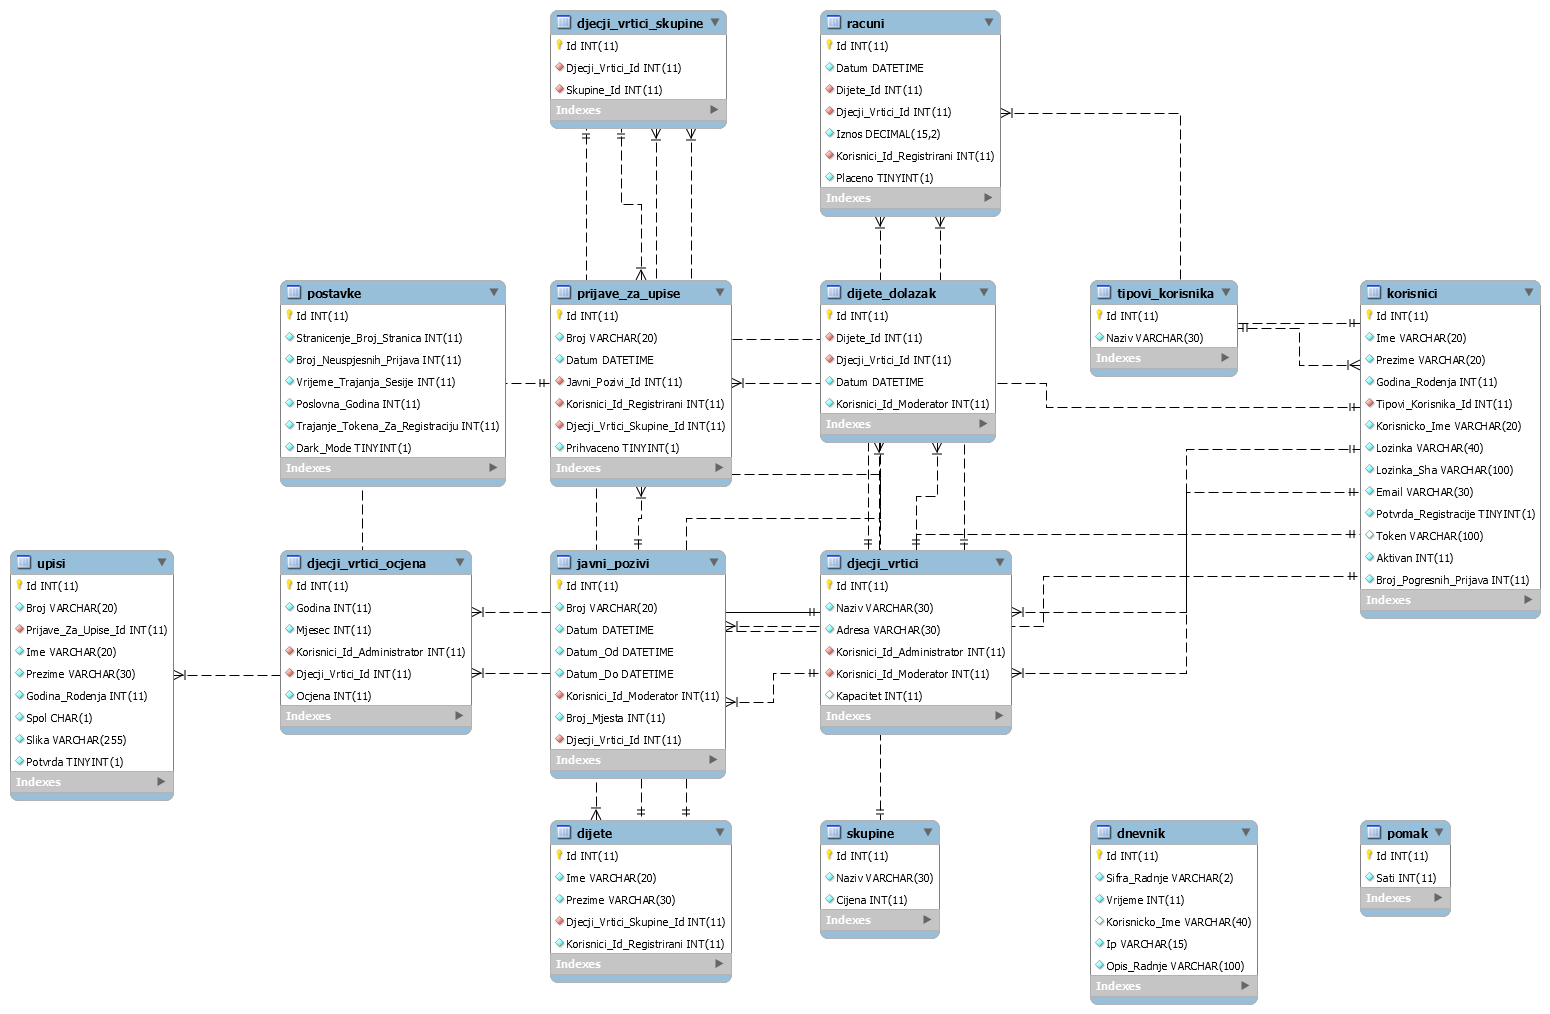 djecji_vrtici_skupine
Id INT(11)
Djecji_Vrtici_Id INT(11)
Skupine_Id INT(11)
Indexes
racuni
Id INT(11)
Datum DATETIME
Dijete_Id INT(11)
Djecji_Vrtici_Id INT(11)
Iznos DECIMAL(15,2)
Korisnici_Id_Registrirani INT(11)
Placeno TINYINT(1)
Indexes
postavke
Id INT(11)
Stranicenje_Broj_Stranica INT(11)
Broj_Neuspjesnih_Prijava INT(11)
Vrijeme_Trajanja_Sesije INT(11)
Poslovna_Godina INT(11)
Trajanje_Tokena_Za_Registraciju INT(11)
Dark_Mode TINYINT(1)
Indexes
prijave_za_upise
Id INT(11)
Broj VARCHAR(20)
Datum DATETIME
Javni_Pozivi_Id INT(11)
Korisnici_Id_Registrirani INT(11)
Djecji_Vrtici_Skupine_Id INT(11)
Prihvaceno TINYINT(1)
Indexes
dijete_dolazak
Id INT(11)
Dijete_Id INT(11)
Djecji_Vrtici_Id INT(11)
Datum DATETIME
Korisnici_Id_Moderator INT(11)
Indexes
tipovi_korisnika
Id INT(11)
Naziv VARCHAR(30)
Indexes
korisnici
Id INT(11)
Ime VARCHAR(20)
Prezime VARCHAR(20)
Godina_Rodenja INT(11)
Tipovi_Korisnika_Id INT(11)
Korisnicko_Ime VARCHAR(20)
Lozinka VARCHAR(40)
Lozinka_Sha VARCHAR(100)
Email VARCHAR(30)
Potvrda_Registracije TINYINT(1)
Token VARCHAR(100)
Aktivan INT(11)
Broj_Pogresnih_Prijava INT(11)
Indexes
upisi
Id INT(11)
Broj VARCHAR(20)
Prijave_Za_Upise_Id INT(11)
Ime VARCHAR(20)
Prezime VARCHAR(30)
Godina_Rodenja INT(11)
Spol CHAR(1)
Slika VARCHAR(255)
Potvrda TINYINT(1)
Indexes
djecji_vrtici_ocjena
Id INT(11)
Godina INT(11)
Mjesec INT(11)
Korisnici_Id_Administrator INT(11)
Djecji_Vrtici_Id INT(11)
Ocjena INT(11)
Indexes
javni_pozivi
Id INT(11)
Broj VARCHAR(20)
Datum DATETIME
Datum_Od DATETIME
Datum_Do DATETIME
Korisnici_Id_Moderator INT(11)
Broj_Mjesta INT(11)
Djecji_Vrtici_Id INT(11)
Indexes
djecji_vrtici
Id INT(11)
Naziv VARCHAR(30)
Adresa VARCHAR(30)
Korisnici_Id_Administrator INT(11)
Korisnici_Id_Moderator INT(11)
Kapacitet INT(11)
Indexes
dijete
Id INT(11)
Ime VARCHAR(20)
Prezime VARCHAR(30)
Djecji_Vrtici_Skupine_Id INT(11)
Korisnici_Id_Registrirani INT(11)
Indexes
skupine
Id INT(11)
Naziv VARCHAR(30)
Cijena INT(11)
Indexes
dnevnik
Id INT(11)
Sifra_Radnje VARCHAR(2)
Vrijeme INT(11)
Korisnicko_Ime VARCHAR(40)
Ip VARCHAR(15)
Opis_Radnje VARCHAR(100)
Indexes
pomak
Id INT(11)
Sati INT(11)
Indexes